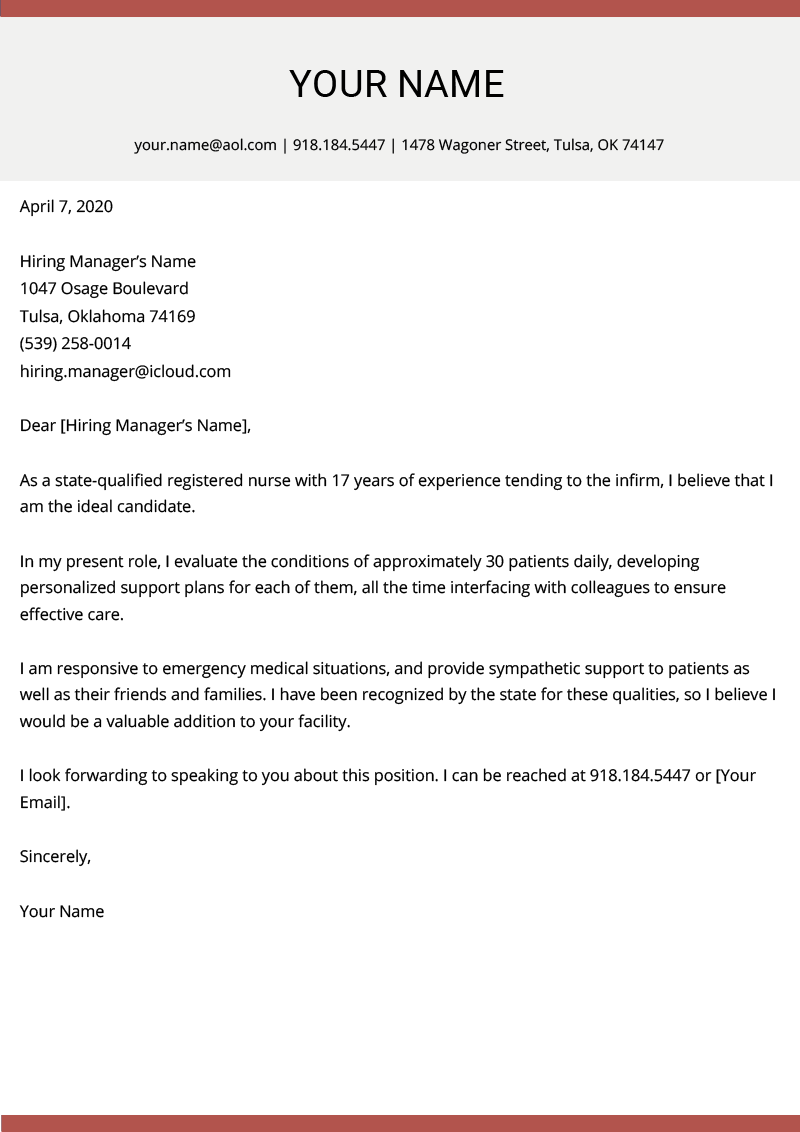 YOUR NAME
your.name@aol.com | 918.184.5447 | 1478 Wagoner Street, Tulsa, OK 74147
April 7, 2020
Hiring Manager’s Name
1047 Osage Boulevard
Tulsa, Oklahoma 74169
(539) 258-0014
hiring.manager@icloud.com
Dear [Hiring Manager’s Name],
As a state-qualified registered nurse with 17 years of experience tending to the infirm, I believe that I
am the ideal candidate.
In my present role, I evaluate the conditions of approximately 30 patients daily, developing
personalized support plans for each of them, all the time interfacing with colleagues to ensure
effective care.
I am responsive to emergency medical situations, and provide sympathetic support to patients as
well as their friends and families. I have been recognized by the state for these qualities, so I believe I
would be a valuable addition to your facility.
I look forwarding to speaking to you about this position. I can be reached at 918.184.5447 or [Your
Email].
Sincerely,
Your Name